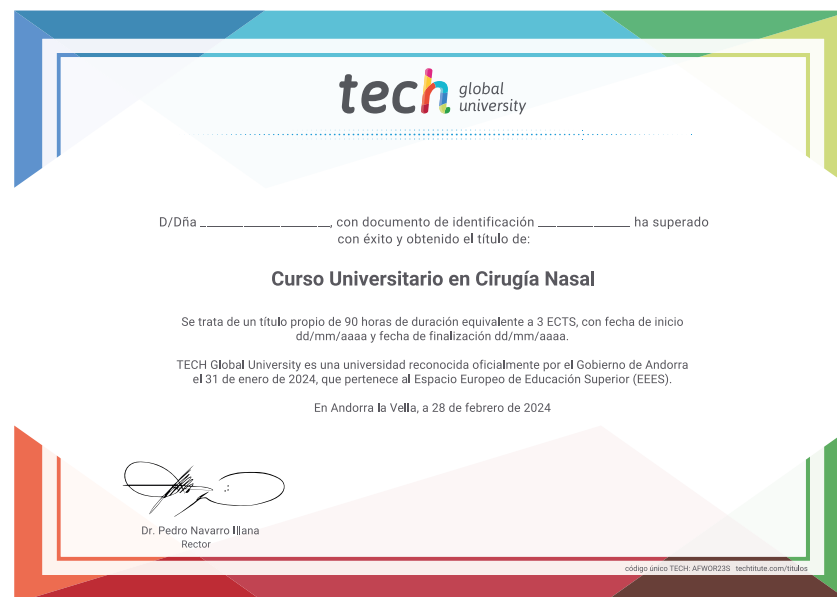 tech global university
D/Dña ____________________, con documento de identificación ______________ ha superado
con éxito y obtenido el título de:
Curso Universitario en Cirugía Nasal
Se trata de un título propio de 90 horas de duración equivalente a 3 ECTS, con fecha de inicio
dd/mm/aaaa y fecha de finalización dd/mm/aaaa.
TECH Global University es una universidad reconocida oficialmente por el Gobierno de Andorra
el 31 de enero de 2024, que pertenece al Espacio Europeo de Educación Superior (EEES).
En Andorra la Vella, a 28 de febrero de 2024
Dr. Pedro Navarro Illana
Rector
código único TECH: AFWOR23S techtitute.com/titulos